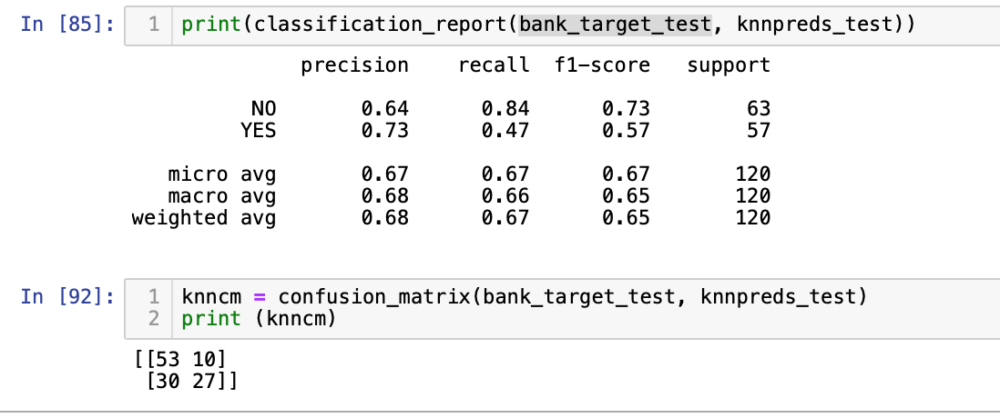 In [85]: 1 print(classification_report(bank_target_test, knnpreds_test))
precision recall f1-score support
NO 0.64 0.84 0.73 63
YES 0.73 0.47 0.57 57
micro avg 0.67 0.67 0.67 120
macro avg 0.68 0.66 0.65 120
weighted avg 0.68 0.67 0.65 120
In [92]: 1 knncm = confusion_matrix(bank_target_test, knnpreds_test)
2 print (knncm)
[[53 10]
[30 27]]